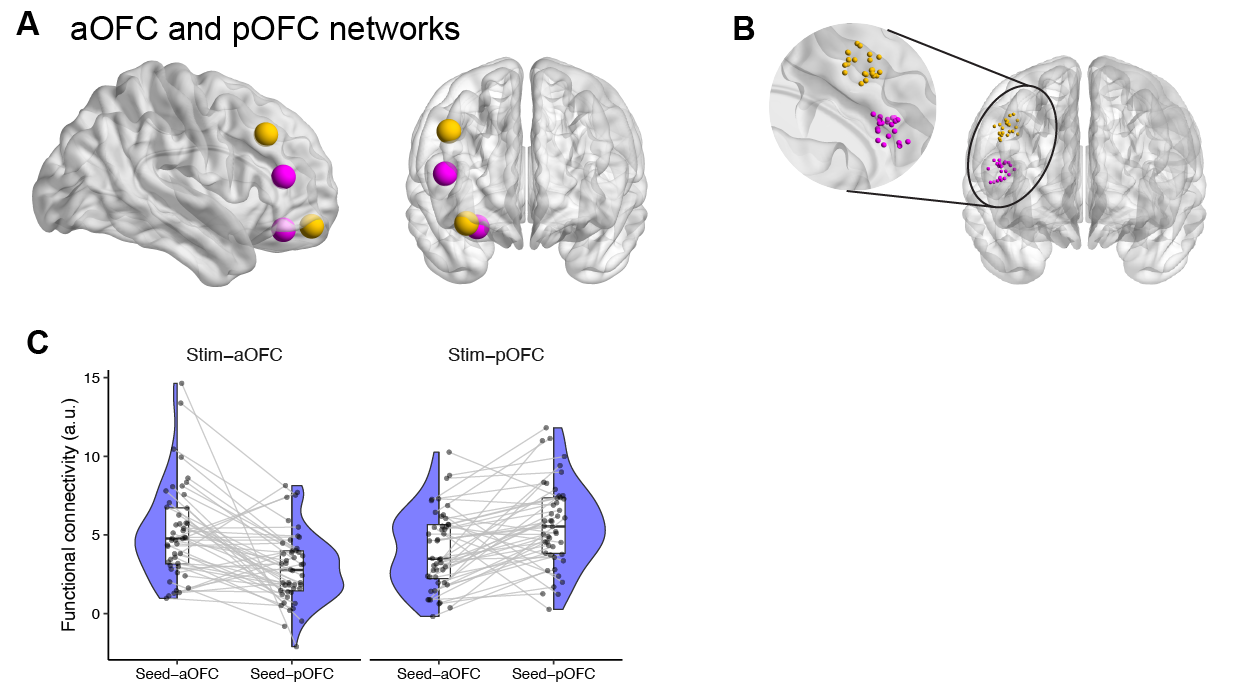 A aOFC and pOFC networks
B
C
Stim–aOFC Stim–pOFC
Functional connectivity (a.u.)
15
10
5
0
Seed–aOFC Seed–pOFC Seed–aOFC Seed–pOFC